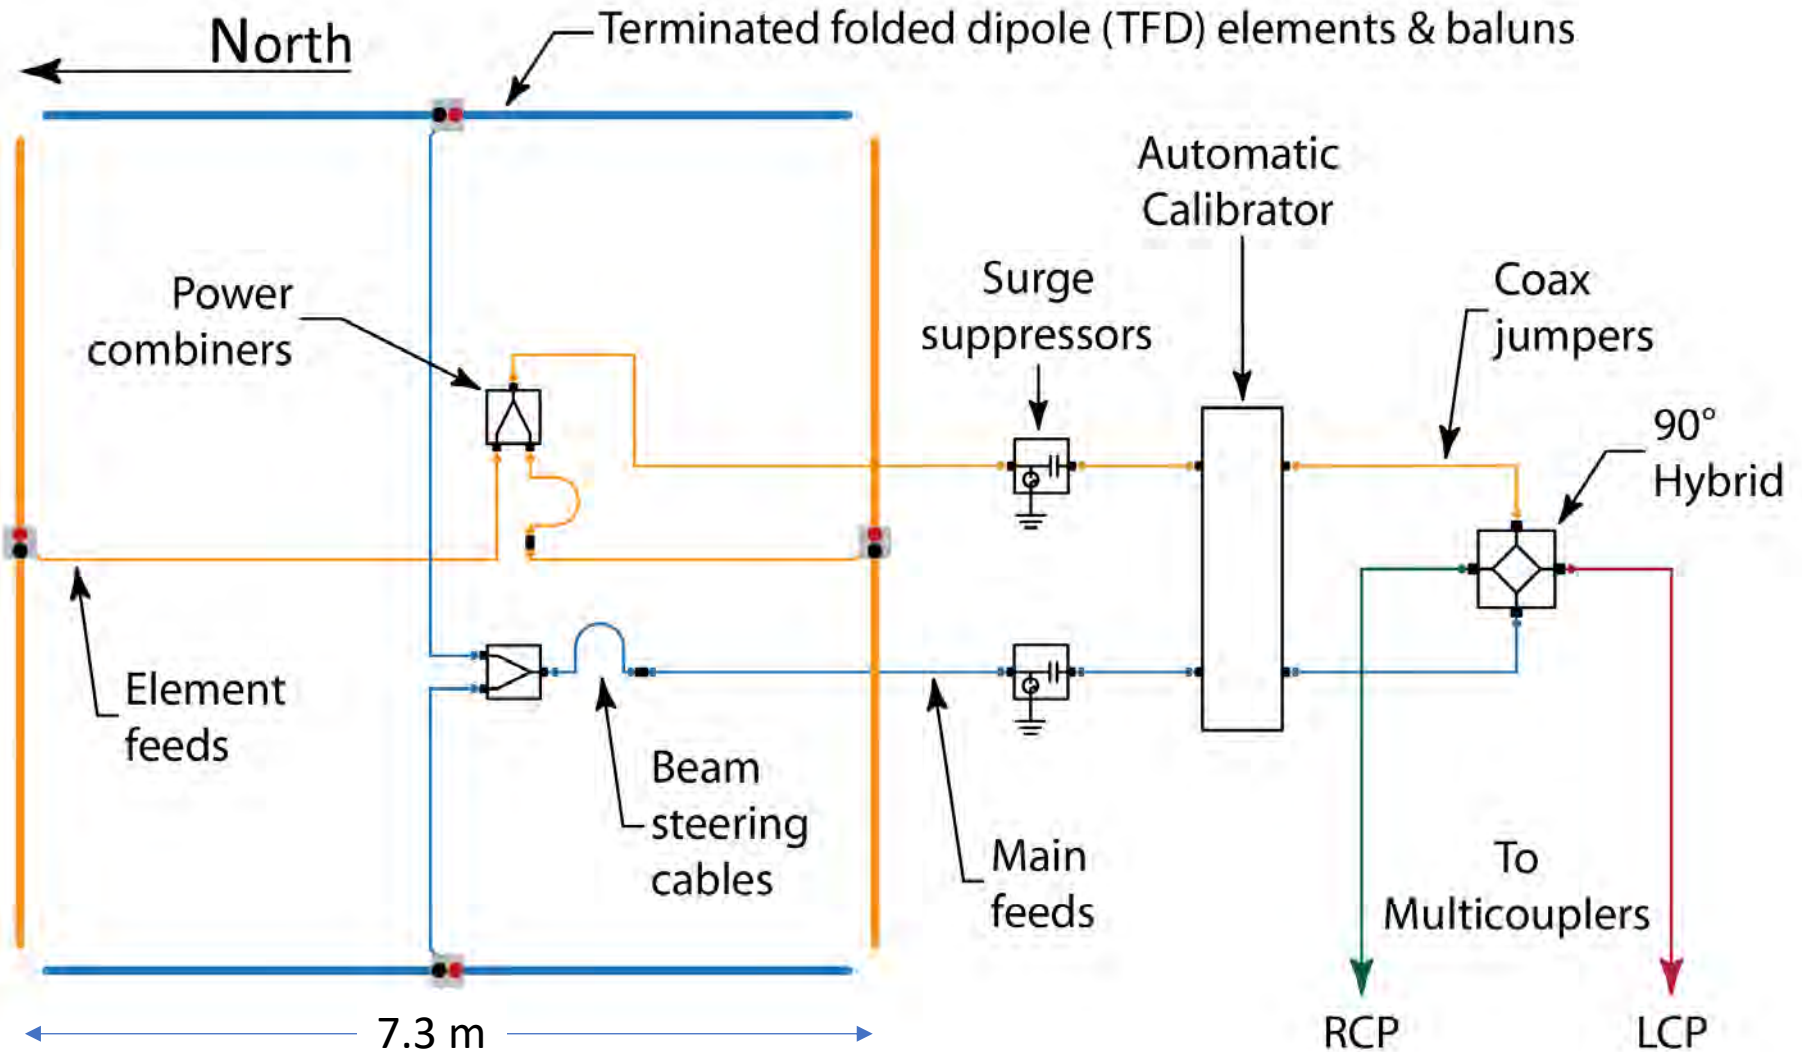 North
Terminated folded dipole (TFD) elements & baluns
Automatic
Calibrator
Surge
suppressors
Coax
jumpers
Power
combiners
90°
Hybrid
Element
feeds
Beam
steering
cables
Main
feeds
To
Multicouplers
7.3 m
RCP
LCP